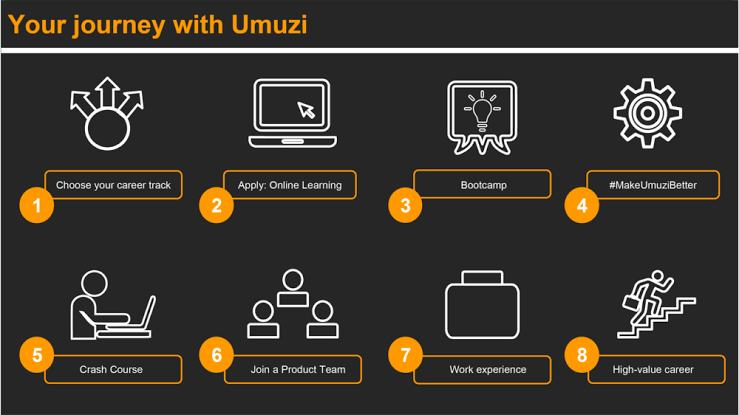 Your journey with Umuzi
Choose your career track
1
Apply: Online Learning
2
Bootcamp
3
#MakeUmuziBetter
4
Crash Course
5
Join a Product Team
6
Work experience
7
High-value career
8